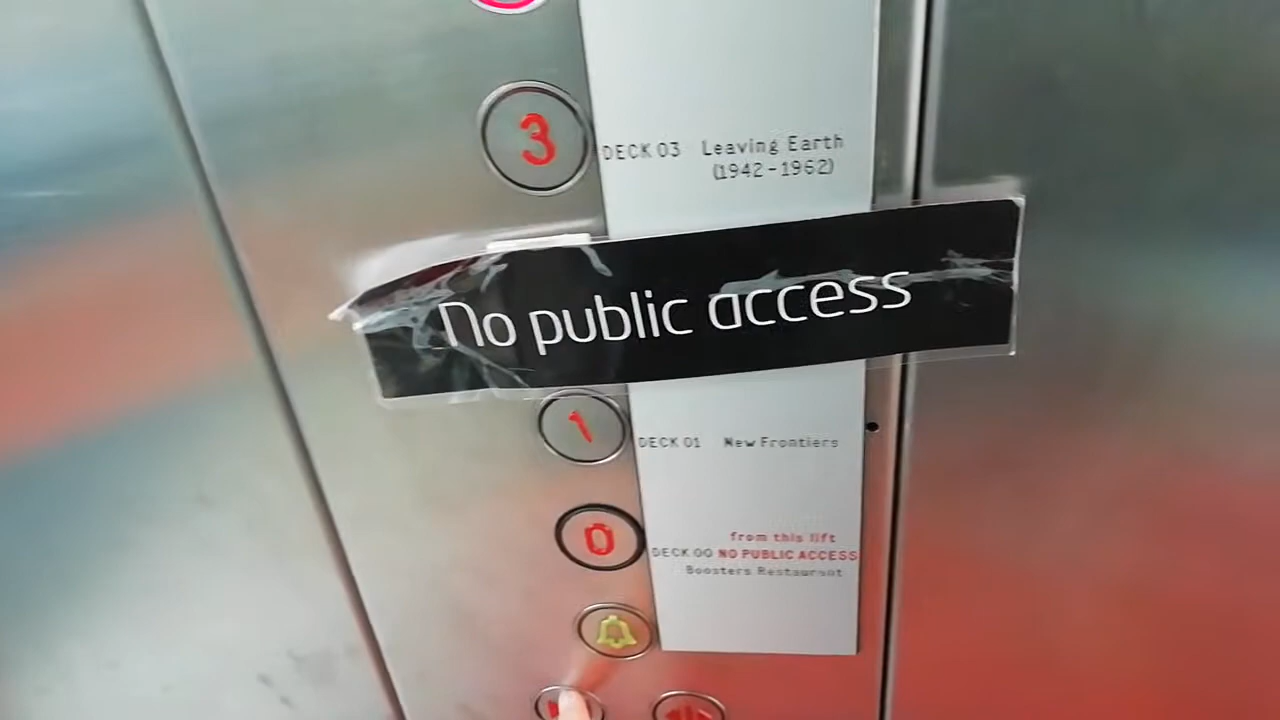 3
DECK 03 Leaving Earth
(1942-1962)
No public access
1
DECK 01 New Frontiers
0
from this lift
DECK 00 NO PUBLIC ACCESS
Boosters Restaurant